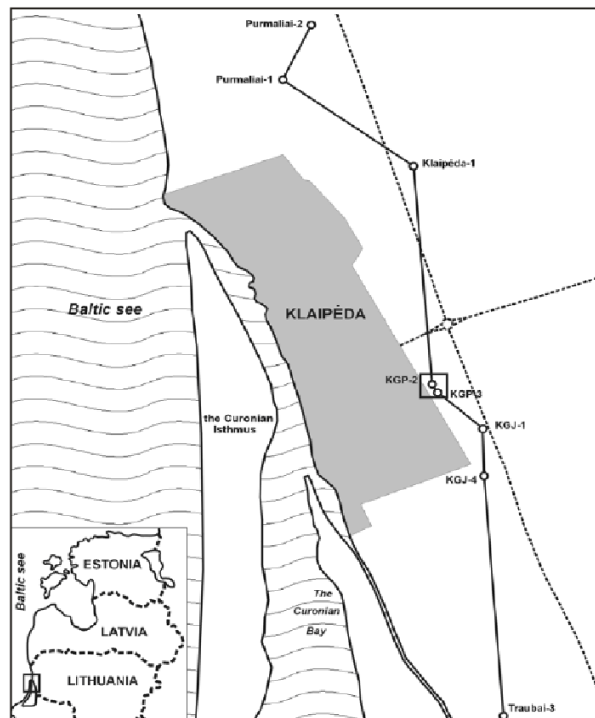 Purmaliai-2
Purmaliai-1
Klaipėda-1
Baltic see
KLAIPĖDA
KGP-2
KGP-3
the Curonian
Isthmus
KGJ-1
KGJ-4
Baltic see
ESTONIA
The
Curonian
Bay
LATVIA
LITHUANIA
Traubai-3